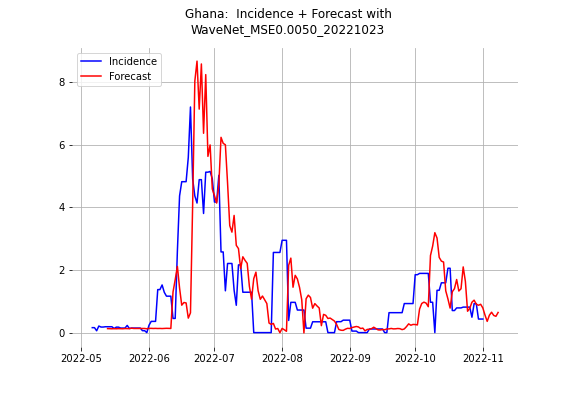 Ghana:  Incidence + Forecast with
WaveNet_MSE0.0050_20221023
Incidence
Forecast
8
6
4
2
0
2022-05 2022-06 2022-07 2022-08 2022-09 2022-10 2022-11